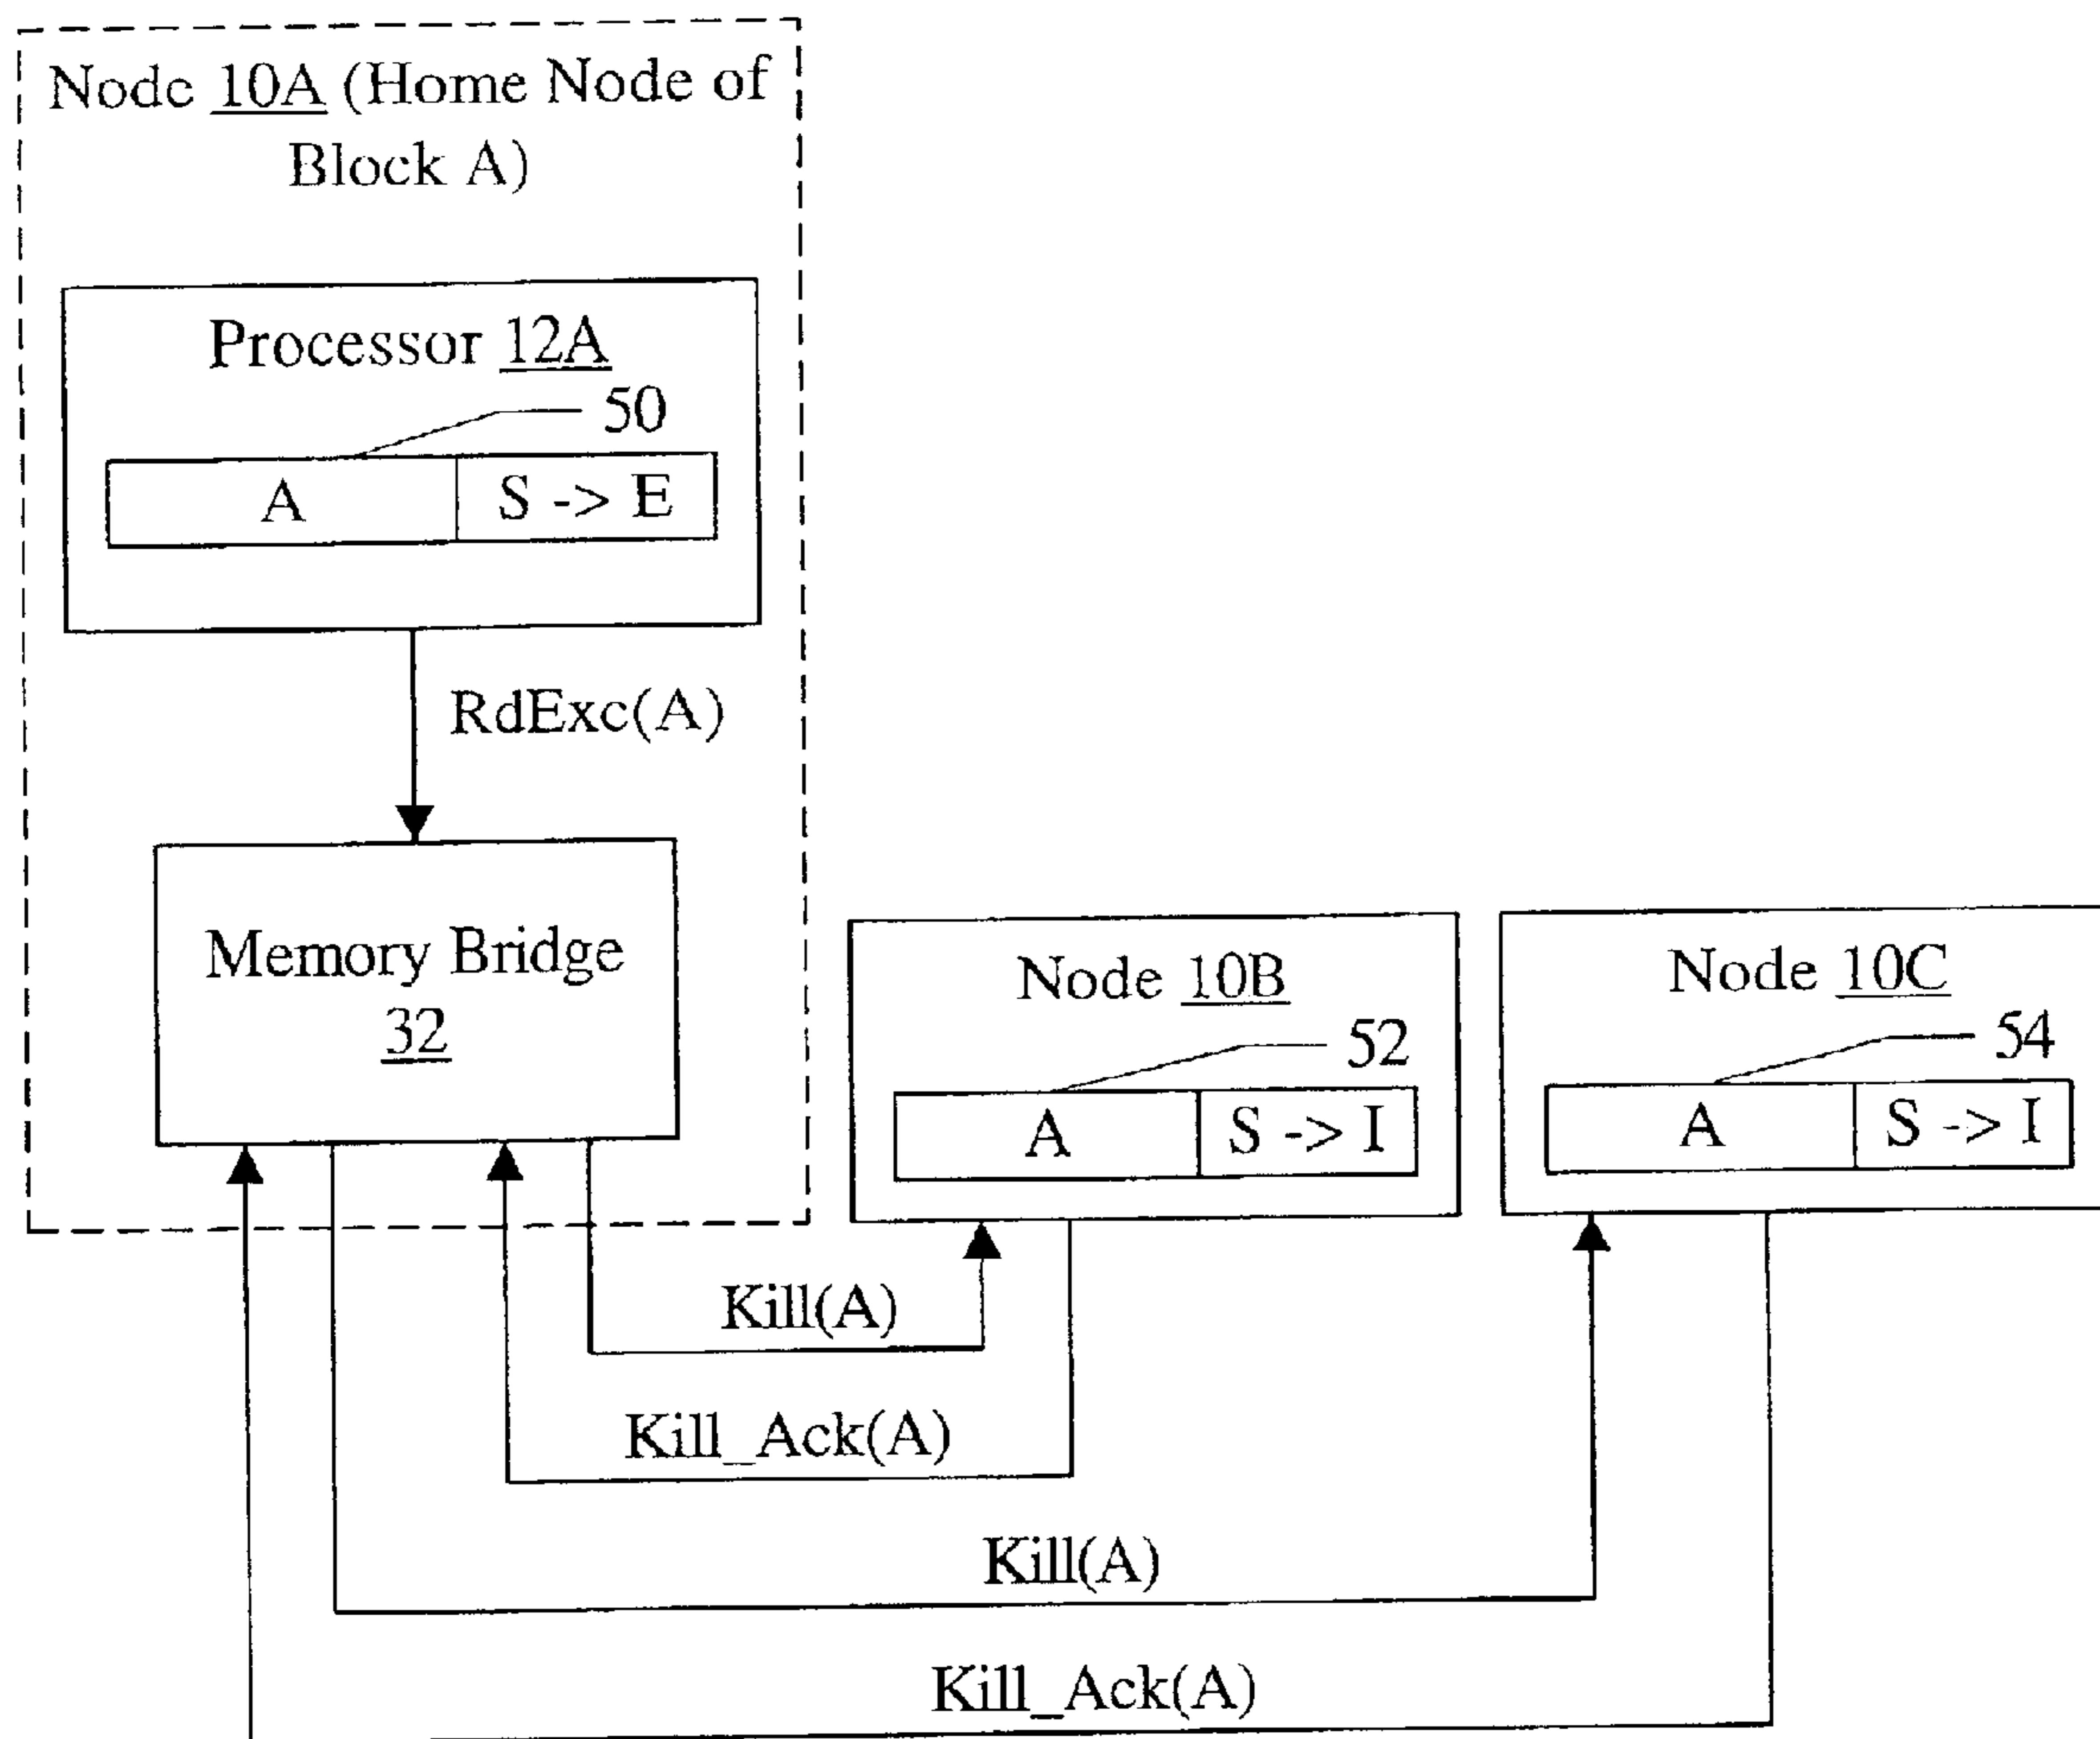 Node 10A (Home Node of
Block A)
Processor 12A
50
A
S -> E
RdExc(A)
Memory Bridge
32
Node 10B
52
A
S -> I
Node 10C
54
A
S -> I
Kill(A)
Kill_Ack(A)
Kill(A)
Kill_Ack(A)